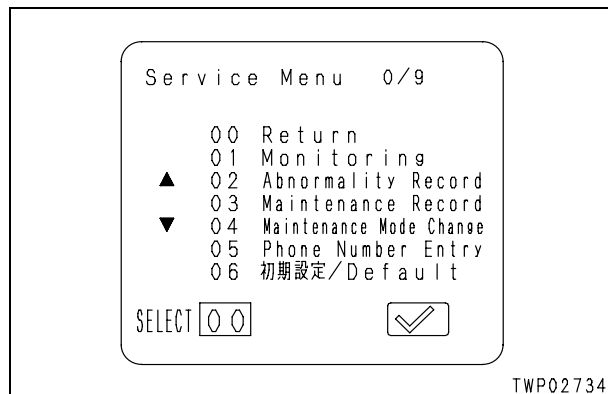 Service Menu 0/9
00 Return
01 Monitoring
▲ 02 Abnormality Record
03 Maintenance Record
▼ 04 Maintenance Mode Change
05 Phone Number Entry
06 初期設定/Default
SELECT 00
TWP02734